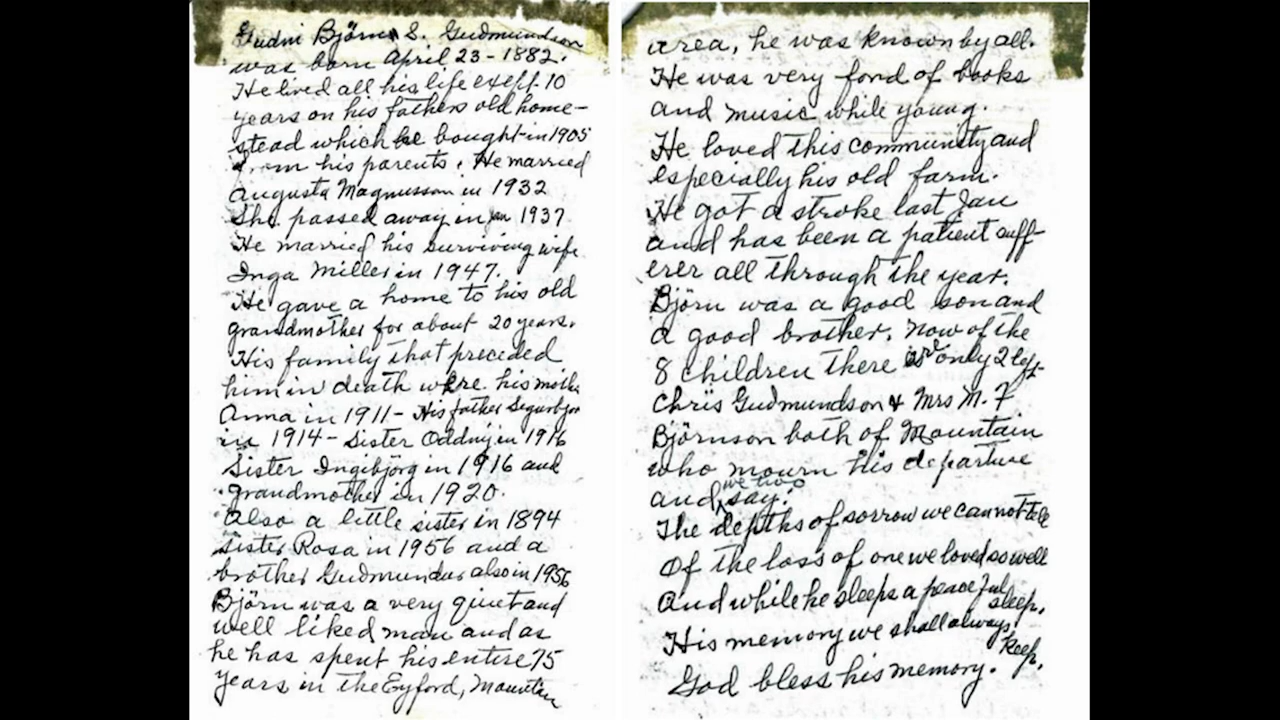 Gudni Björn S. Gudmundson
was born April 23 - 1882.
He lived all his life exept 10
years on his fathers old home-
stead which he bought in 1905
from his parents. He married
Augusta Magnusson in 1932
She passed away in Jan 1937.
He married his surviving wife
Inga Miller in 1947.
He gave a home to his old
grandmother for about 20 years.
His family that preceded
him in death were his mother
Anna in 1911 - His father Sigurbjorn
in 1914 - Sister Oddny in 1916
Sister Ingibjörg in 1916 and
grandmother in 1920.
Also a little sister in 1894
Sister Rosa in 1956 and a
brother Gudmundur also in 1956
Björn was a very quiet and
well liked man and as
he has spent his entire 75
years in the Eyford, Mountain
area, he was known by all.
He was very fond of books
and music while young.
He loved this community and
especially his old farm.
He got a stroke last Jan
and has been a patient suff-
erer all through the year.
Björn was a good son and
a good brother. Now of the
8 children there are only 2 left
Chris Gudmundson & Mrs M. F
Björnson both of Mountain
who mourn his departure
and we two say:
The depths of sorrow we cannot tell
Of the loss of one we loved so well
And while he sleeps a peaceful sleep.
His memory we shall always keep.
God bless his memory.